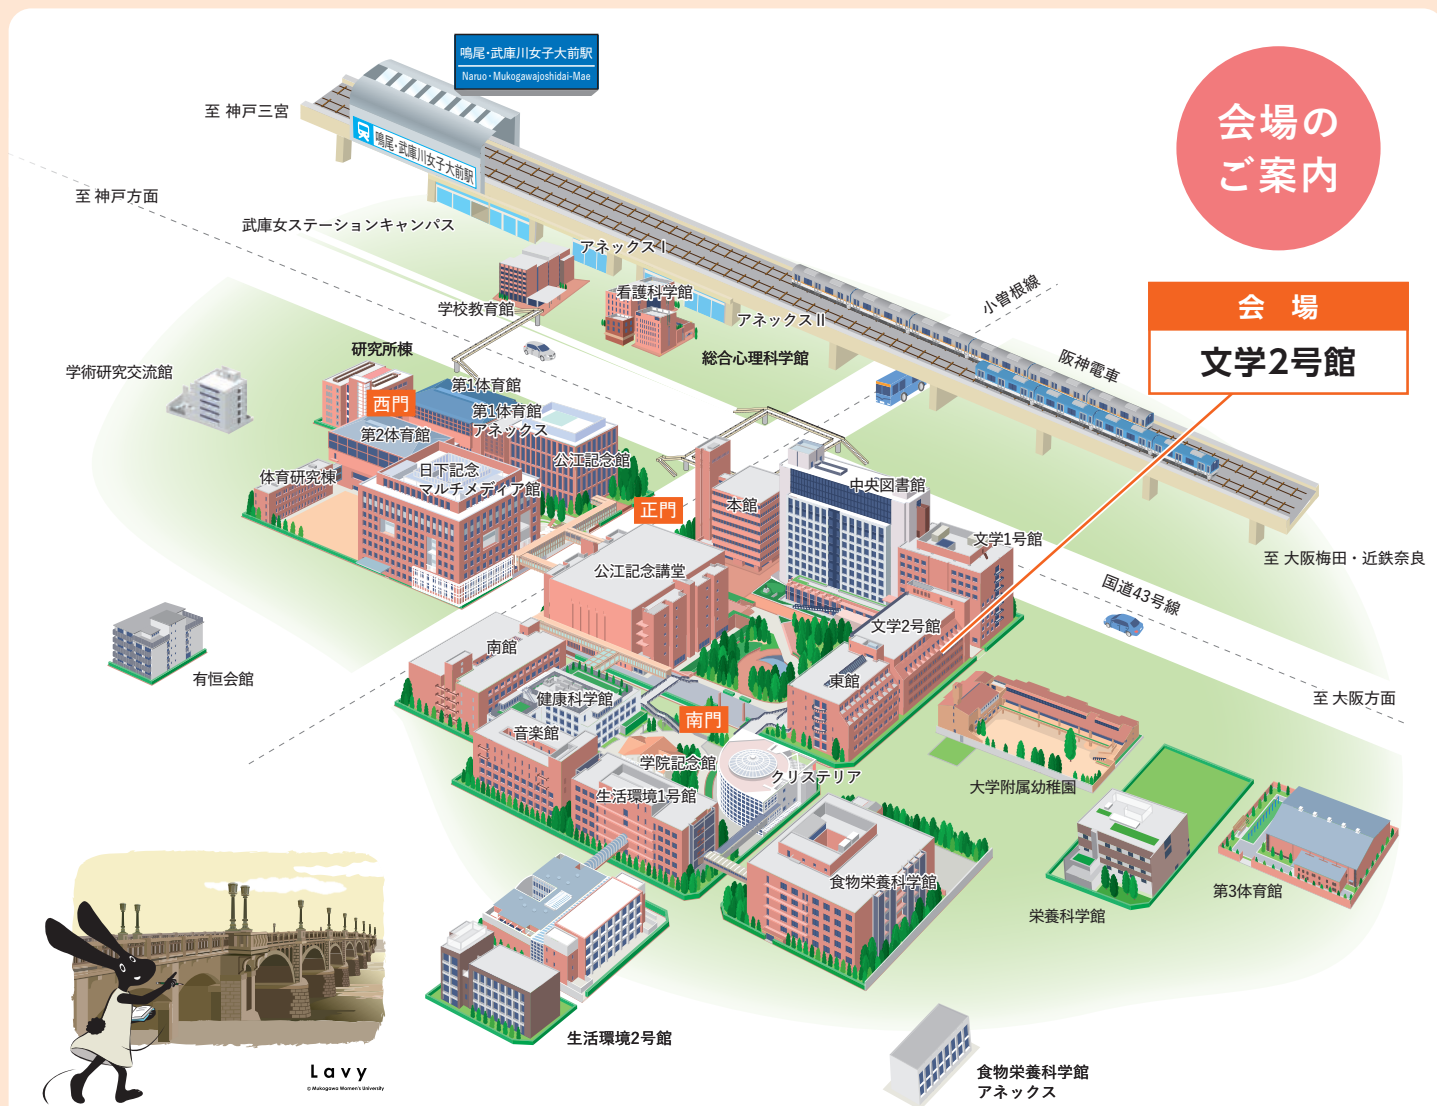 鳴尾・武庫川女子大前駅
Naruo・Mukogawajoshidai-Mae
会場の
ご案内
至 神戸三宮
鳴尾・武庫川女子大前駅
至 神戸方面
武庫女ステーションキャンパス
アネックスⅠ
看護科学館
学校教育館
アネックスⅡ
小曽根線
会 場
文学2号館
研究所棟
総合心理科学館
阪神電車
学術研究交流館
第1体育館
西門
第1体育館
アネックス
第2体育館
公江記念館
日下記念
マルチメディア館
体育研究棟
中央図書館
正門
本館
文学1号館
至 大阪梅田・近鉄奈良
公江記念講堂
国道43号線
文学2号館
南館
有恒会館
東館
健康科学館
至 大阪方面
南門
音楽館
学院記念館
クリステリア
大学附属幼稚園
生活環境1号館
食物栄養科学館
第3体育館
栄養科学館
生活環境2号館
Lavy
© Mukogawa Women's University
食物栄養科学館
アネックス